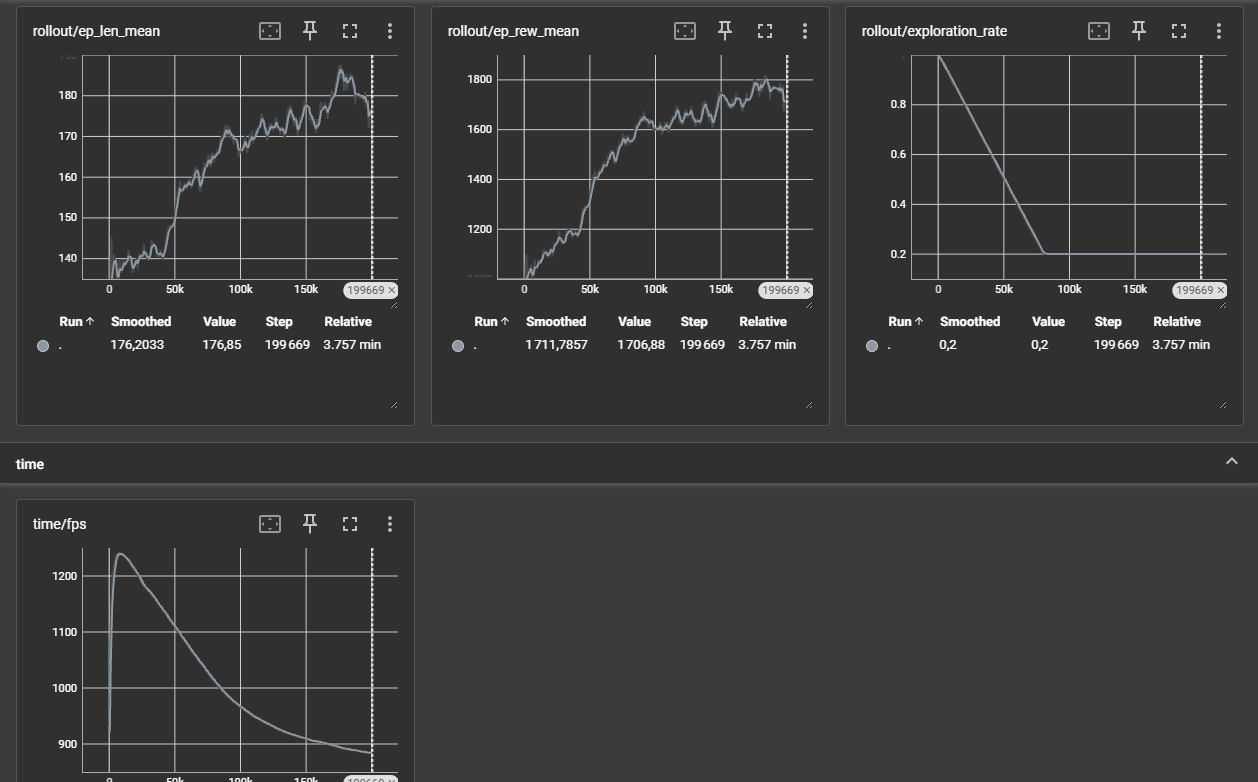 rollout/ep_len_mean
180
170
160
150
140
0 50k 100k 150k 199669 ×
Run ↑ Smoothed Value Step Relative
. 176,2033 176,85 199 669 3.757 min
rollout/ep_rew_mean
1800
1600
1400
1200
0 50k 100k 150k 199669 ×
Run ↑ Smoothed Value Step Relative
. 1 711,7857 1 706,88 199 669 3.757 min
rollout/exploration_rate
0.8
0.6
0.4
0.2
0 50k 100k 150k 199669 ×
Run ↑ Smoothed Value Step Relative
. 0,2 0,2 199 669 3.757 min
time
time/fps
1200
1100
1000
900
0 50k 100k 150k 199669 ×